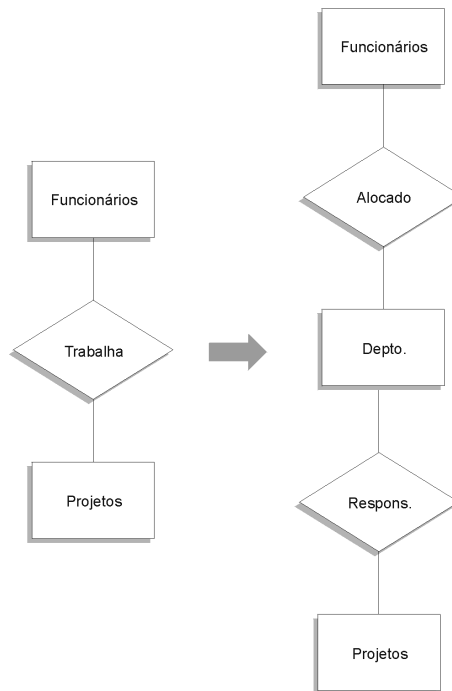 Funcionários
Trabalha
Projetos
Funcionários
Alocado
Depto.
Respons.
Projetos